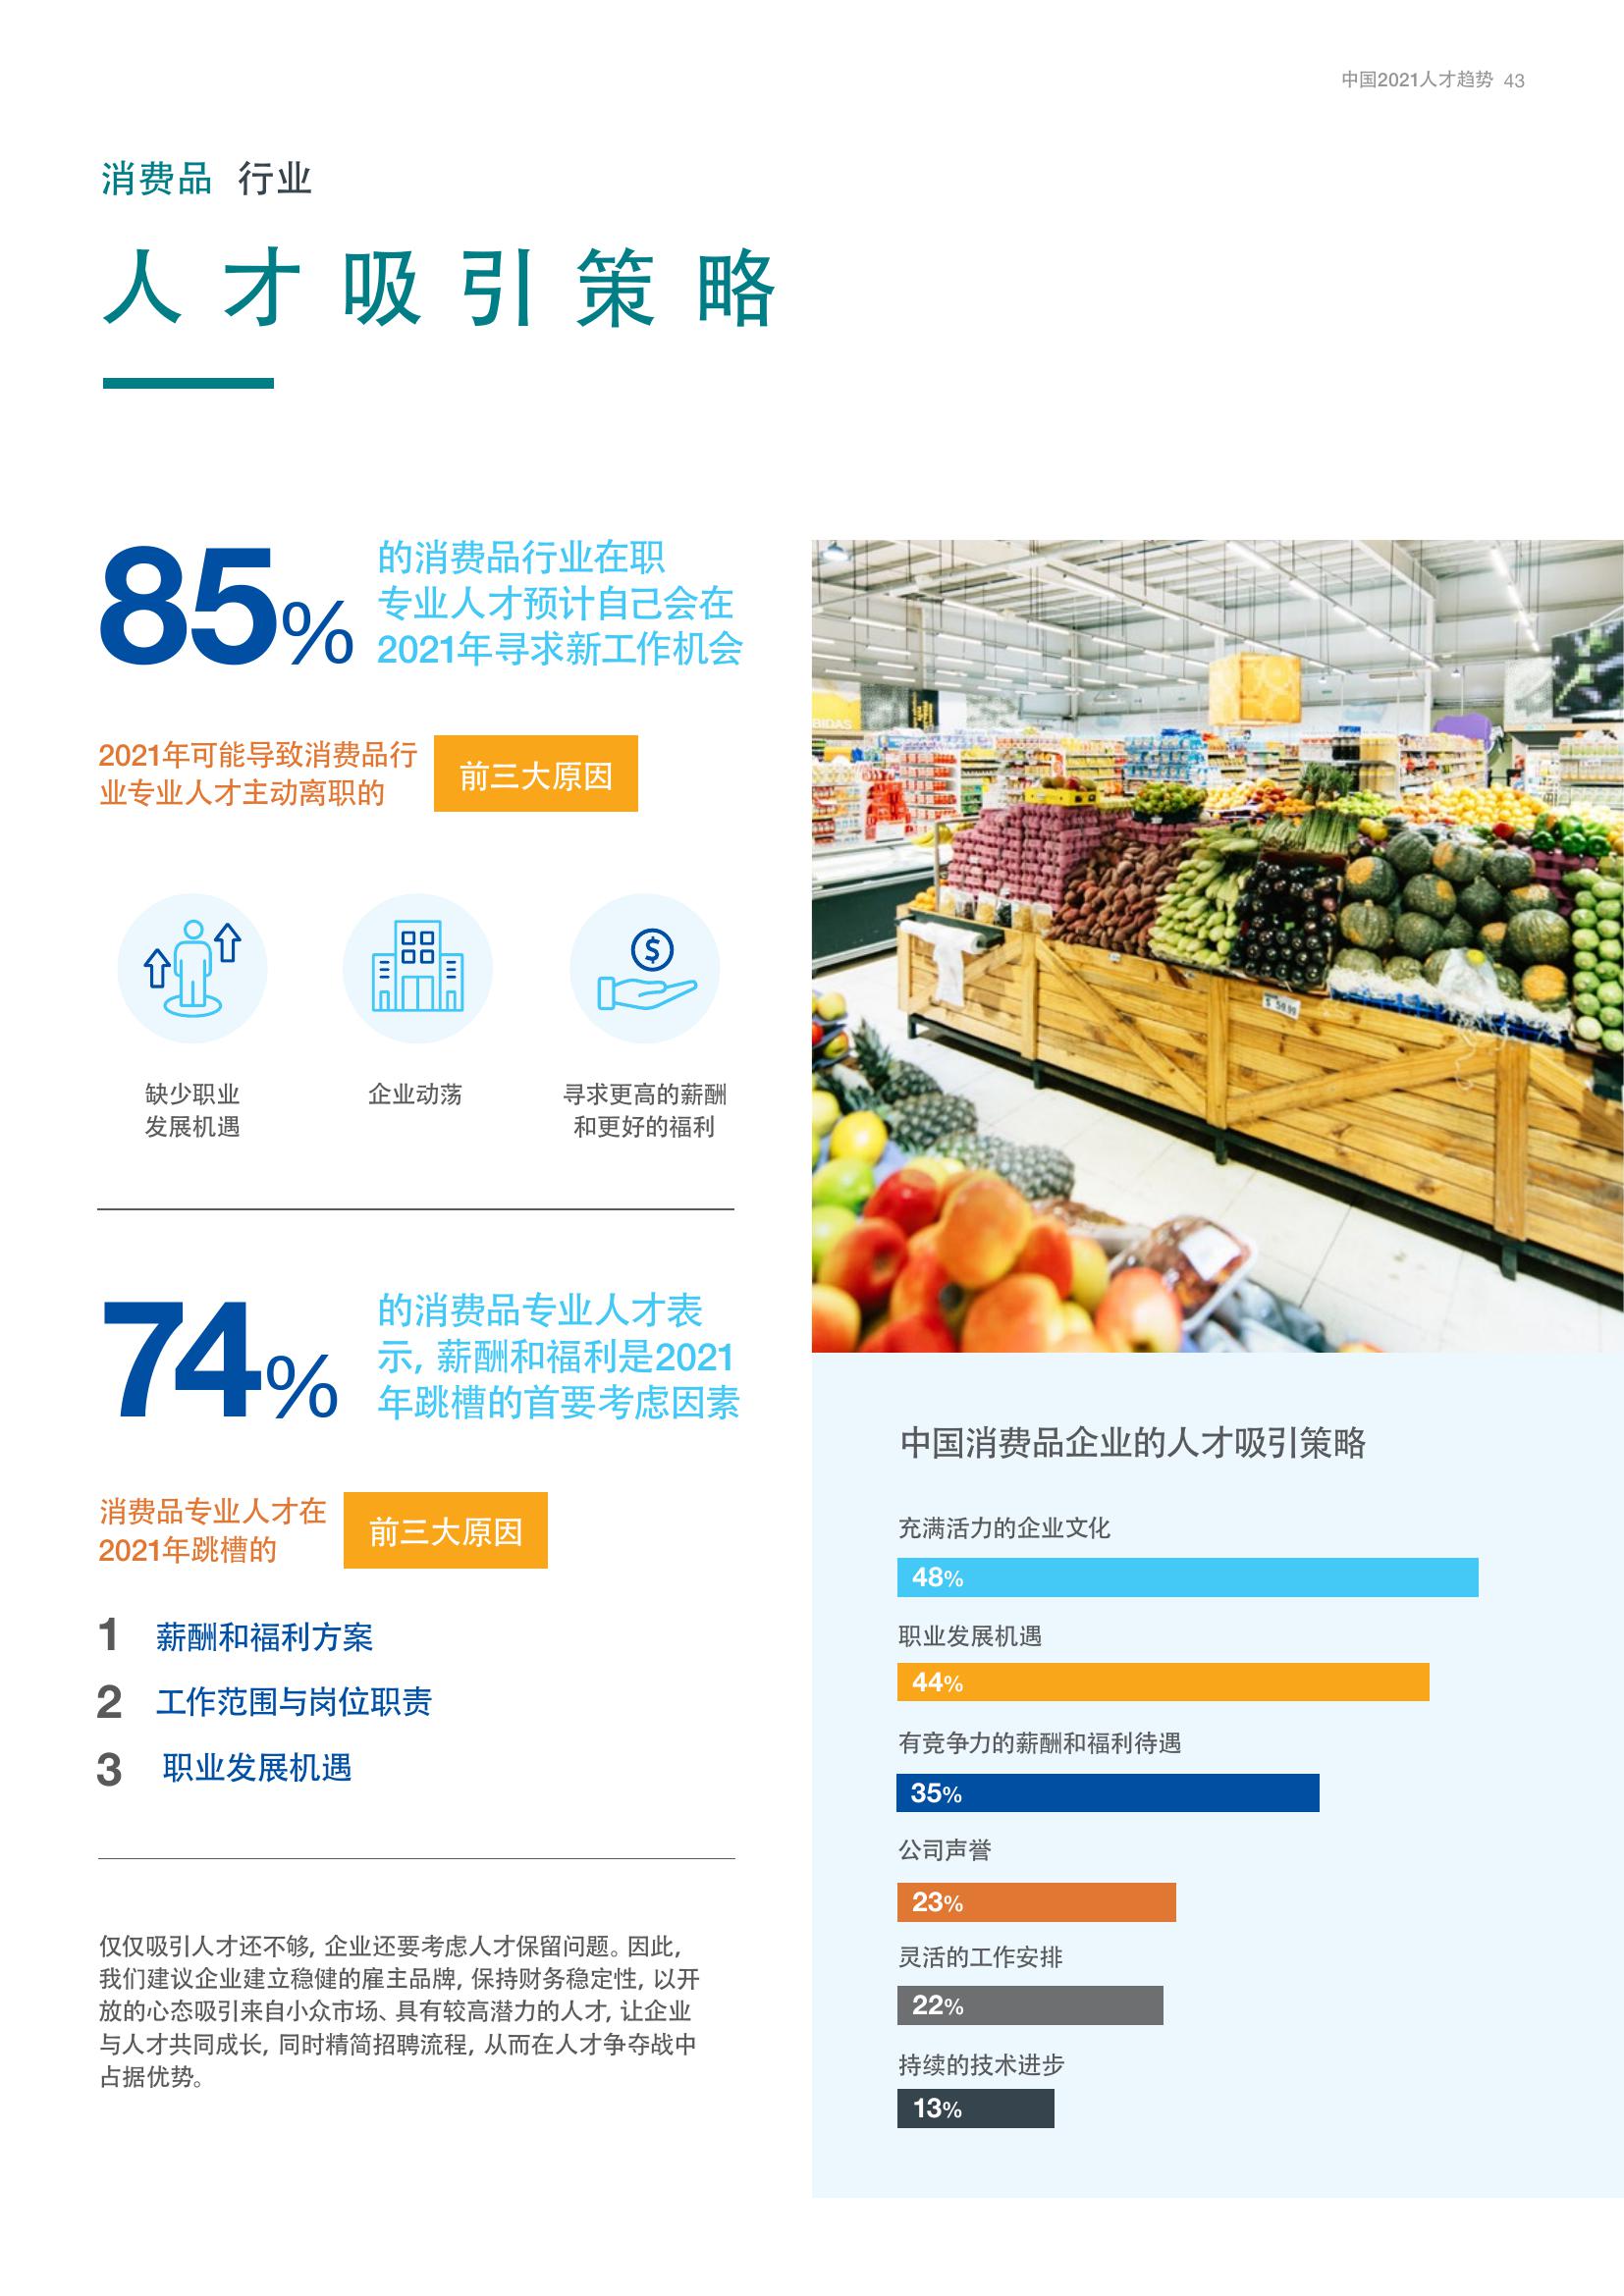 中国2021人才趋势 43
消费品 行业
人才吸引策略
85%
的消费品行业在职
专业人才预计自己会在
2021年寻求新工作机会
2021年可能导致消费品行
业专业人才主动离职的
前三大原因
缺少职业
发展机遇
企业动荡
寻求更高的薪酬
和更好的福利
74%
的消费品专业人才表
示, 薪酬和福利是2021
年跳槽的首要考虑因素
消费品专业人才在
2021年跳槽的
前三大原因
1 薪酬和福利方案
2 工作范围与岗位职责
3 职业发展机遇
仅仅吸引人才还不够, 企业还要考虑人才保留问题。因此,
我们建议企业建立稳健的雇主品牌, 保持财务稳定性, 以开
放的心态吸引来自小众市场、具有较高潜力的人才, 让企业
与人才共同成长, 同时精简招聘流程, 从而在人才争夺战中
占据优势。
BIDAS
中国消费品企业的人才吸引策略
充满活力的企业文化
48%
职业发展机遇
44%
有竞争力的薪酬和福利待遇
35%
公司声誉
23%
灵活的工作安排
22%
持续的技术进步
13%